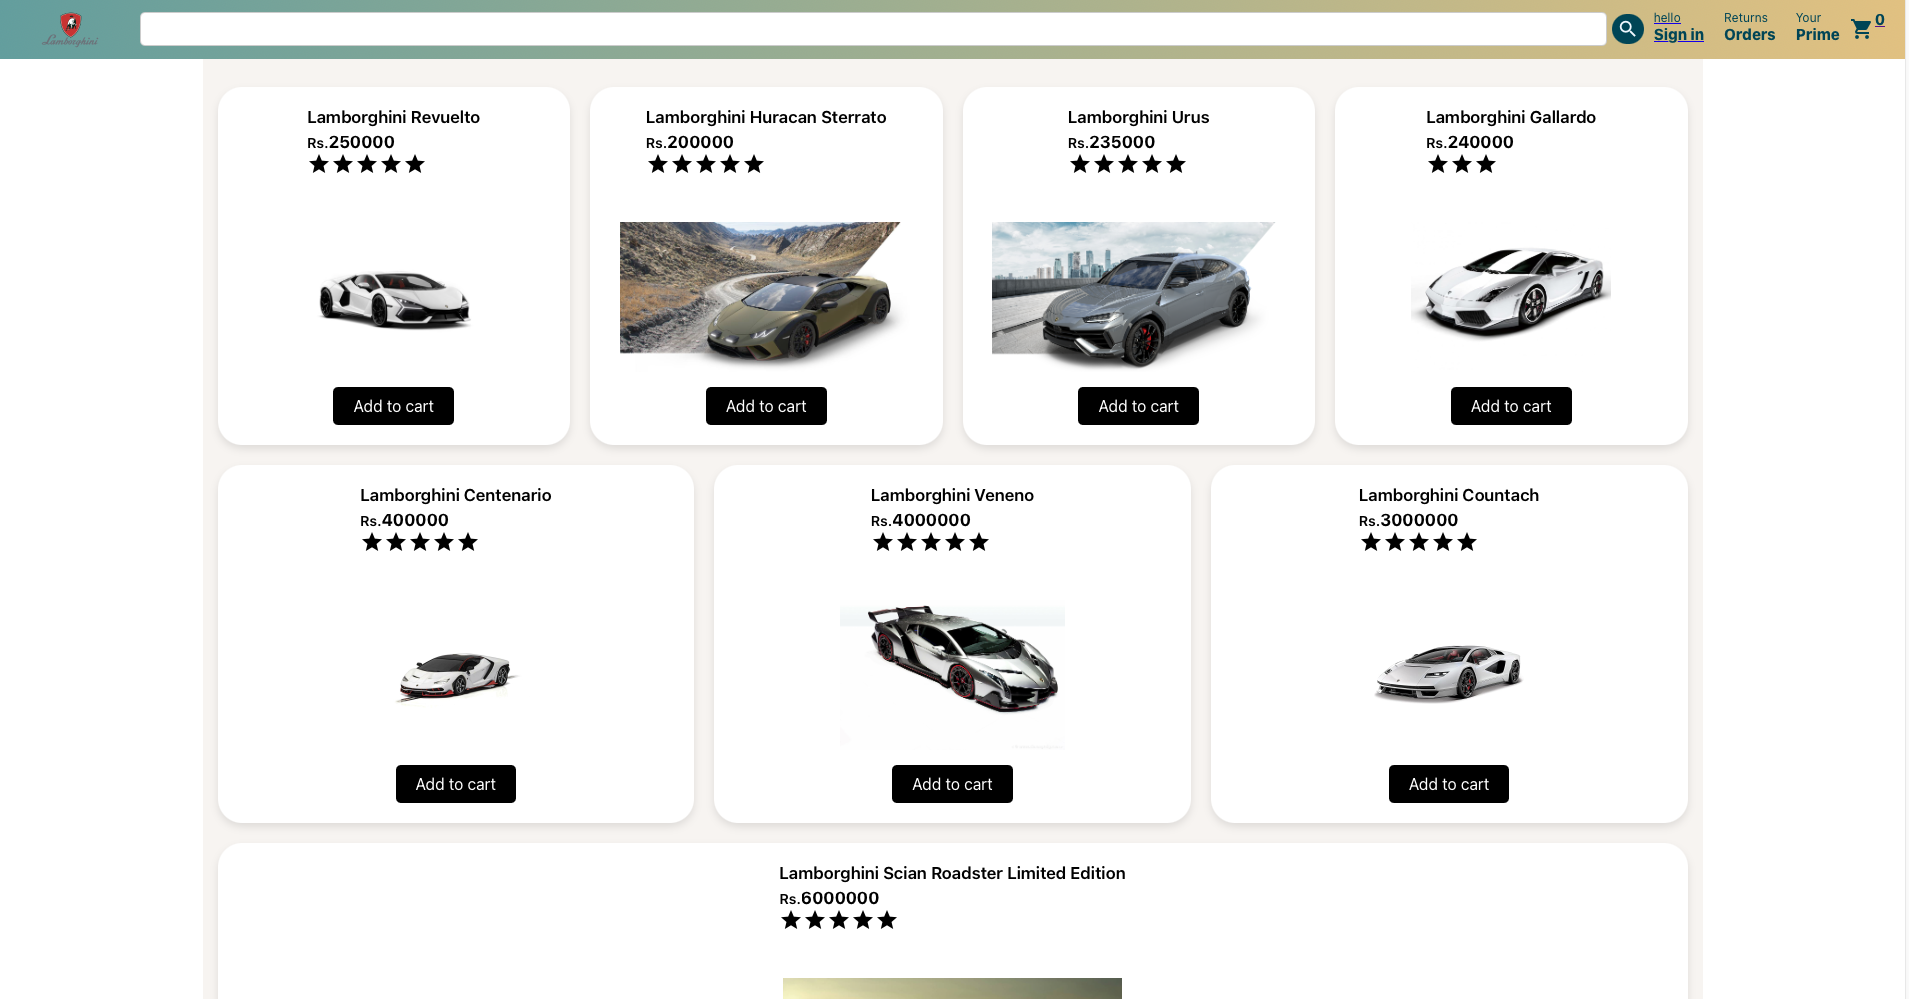 Lamborghini
hello
Sign in
Returns
Orders
Your
Prime
0
Lamborghini Revuelto
Rs.250000
Lamborghini Huracan Sterrato
Rs.200000
Lamborghini Urus
Rs.235000
Lamborghini Gallardo
Rs.240000
Add to cart
Add to cart
Add to cart
Add to cart
Lamborghini Centenario
Rs.400000
Lamborghini Veneno
Rs.4000000
Lamborghini Countach
Rs.3000000
Add to cart
Add to cart
Add to cart
Lamborghini Scian Roadster Limited Edition
Rs.6000000